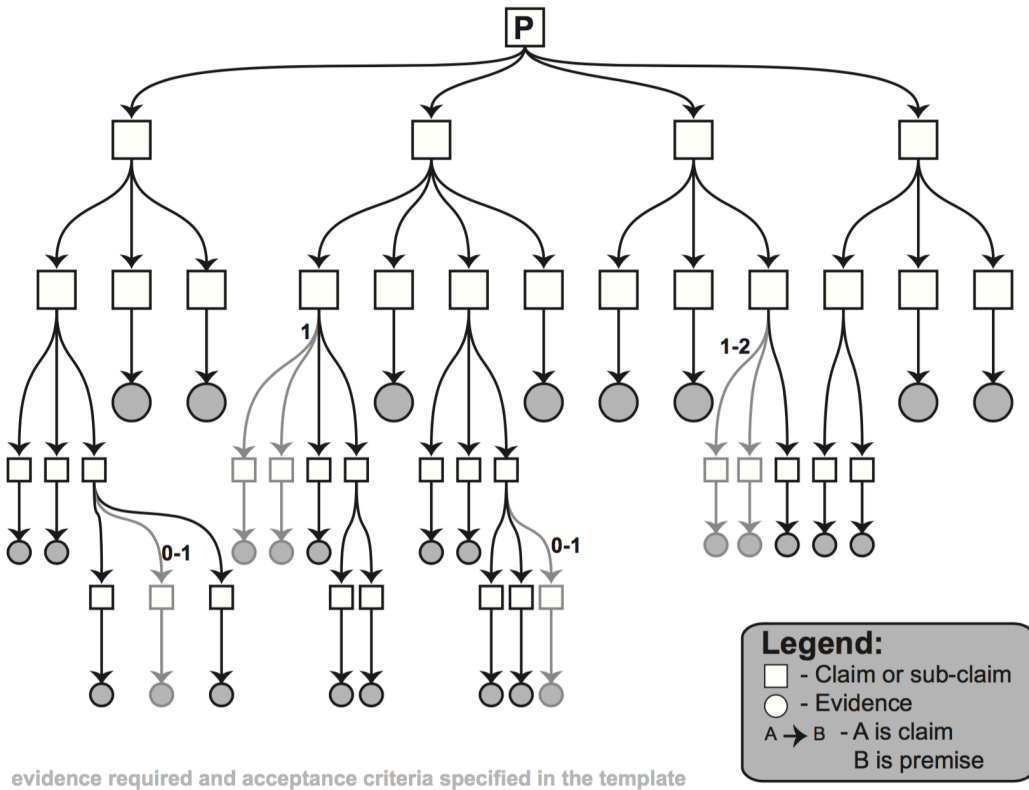 P
1
1-2
0-1
0-1
Legend:
- Claim or sub-claim
- Evidence
A B - A is claim
B is premise
evidence required and acceptance criteria specified in the template